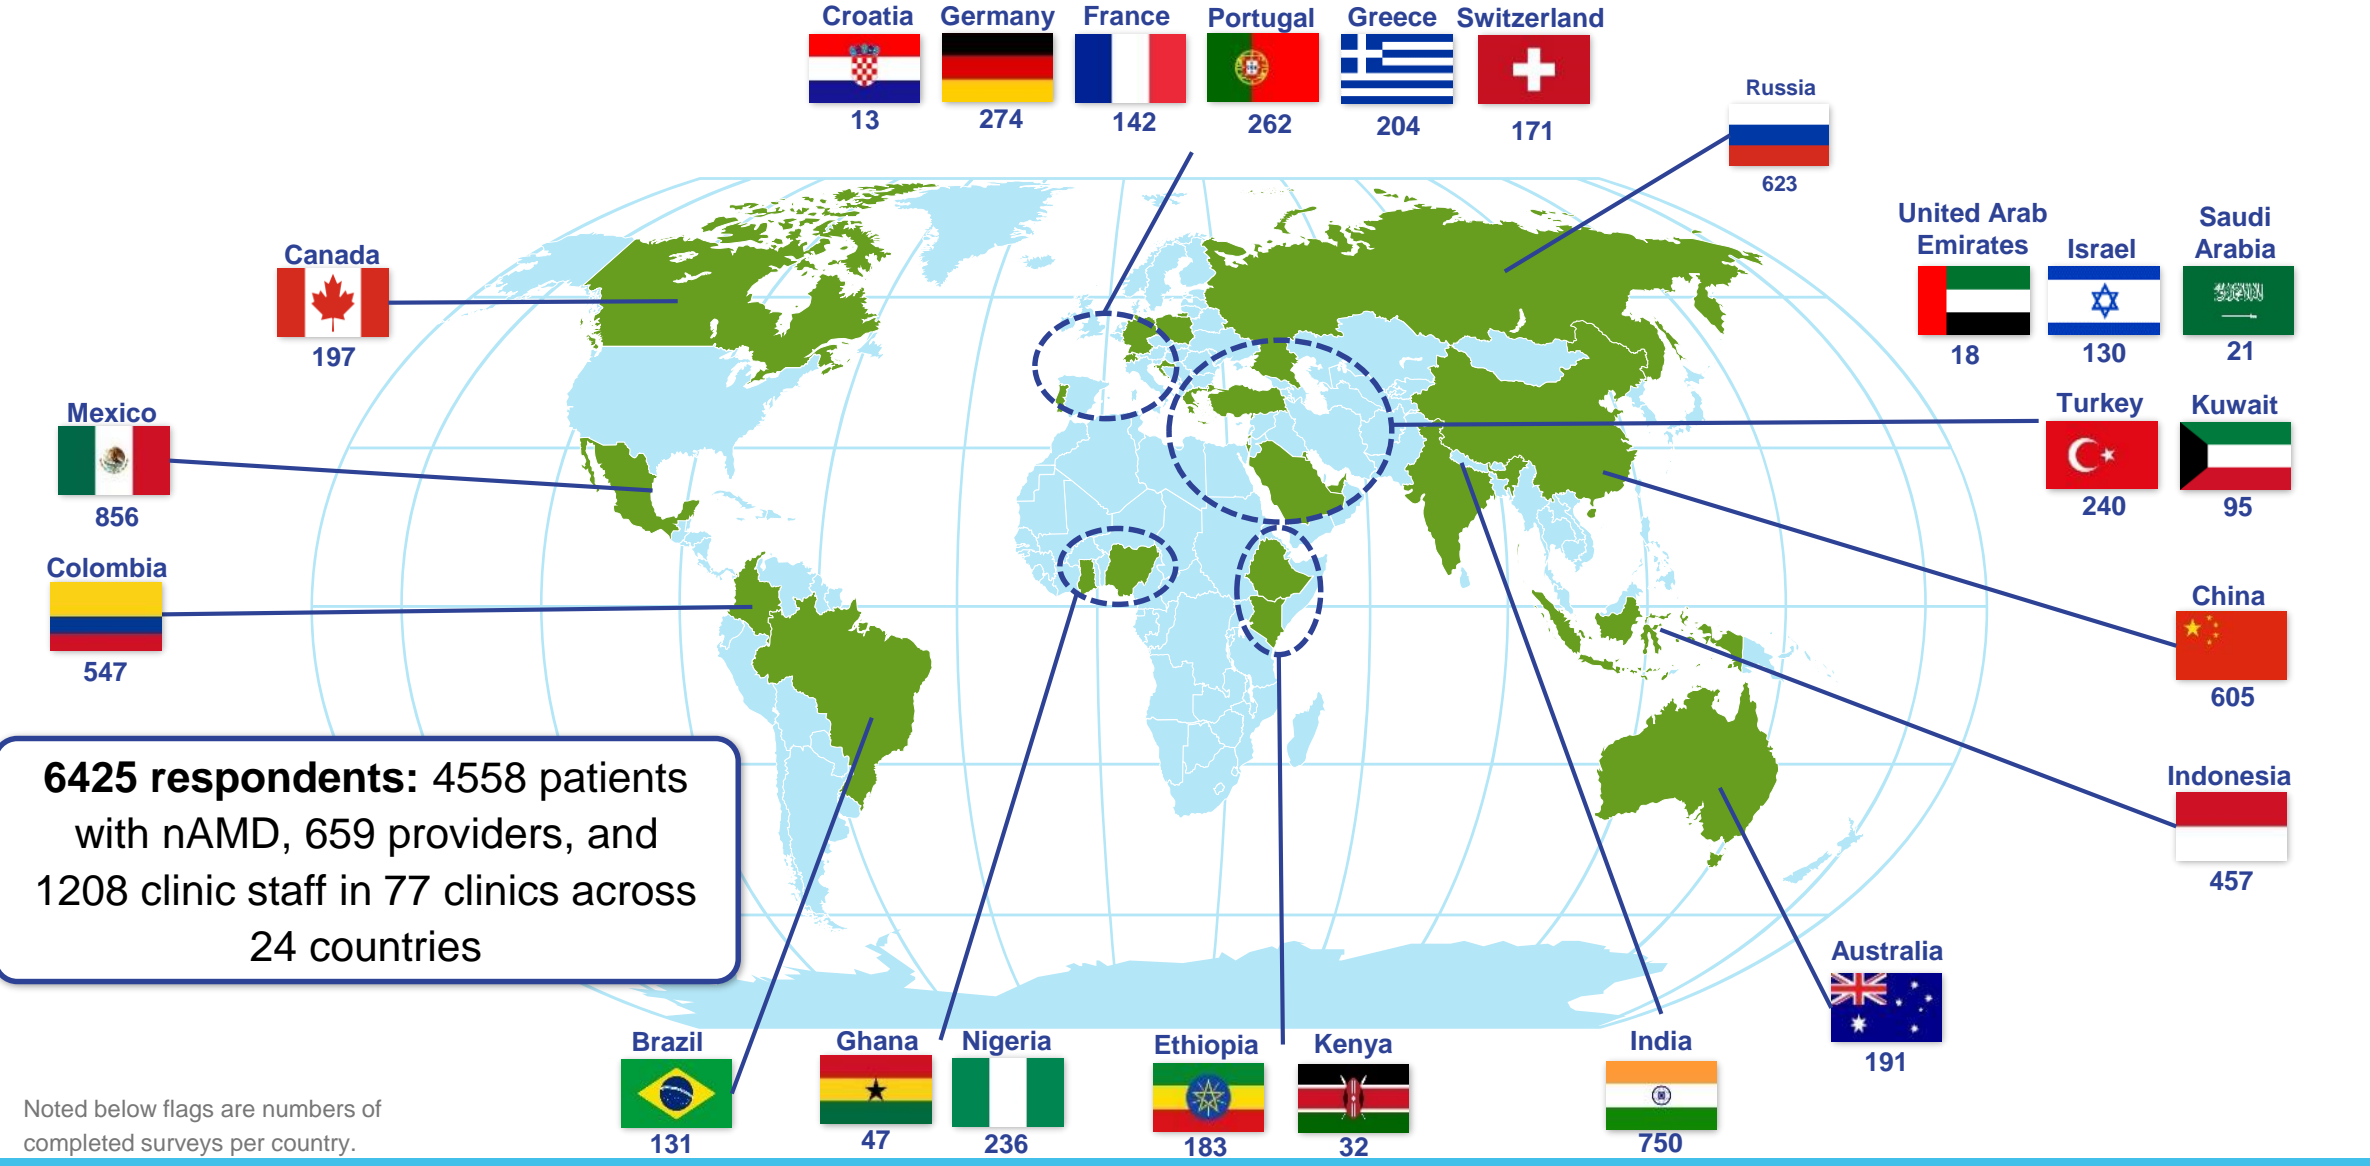 Croatia
13
Germany
274
France
142
Portugal
262
Greece
204
Switzerland
171
Russia
623
United Arab
Emirates
18
Israel
130
Saudi
Arabia
21
Turkey
240
Kuwait
95
Canada
197
Mexico
856
Colombia
547
China
605
Indonesia
457
Australia
191
6425 respondents: 4558 patients
with nAMD, 659 providers, and
1208 clinic staff in 77 clinics across
24 countries
Brazil
131
Ghana
47
Nigeria
236
Ethiopia
183
Kenya
32
India
750
Noted below flags are numbers of
completed surveys per country.